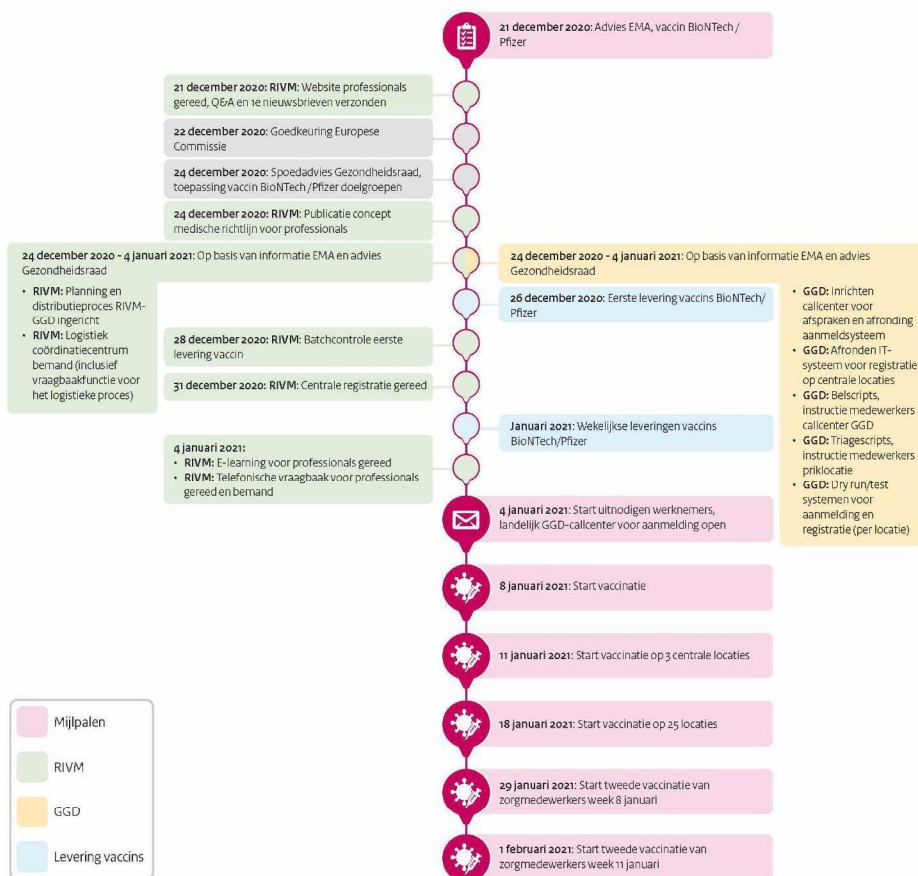 21 december 2020: Advies EMA, vaccin BioNTech /
Pfizer
21 december 2020: RIVM: Website professionals
gereed, Q&A en 1e nieuwsbrieven verzonden
22 december 2020: Goedkeuring Europese
Commissie
24 december 2020: Spoedadvies Gezondheidsraad,
toepassing vaccin BioNTech /Pfizer doelgroepen
24 december 2020: RIVM: Publicatie concept
medische richtlijn voor professionals
24 december 2020 - 4 januari 2021: Op basis van informatie EMA en advies
Gezondheidsraad
• RIVM: Planning en
distributieproces RIVM-
GGD ingericht
• RIVM: Logistiek
coördinatiecentrum
bemand (inclusief
vraagbaakfunctie voor
het logistieke proces)
24 december 2020 - 4 januari 2021: Op basis van informatie EMA en advies
Gezondheidsraad
• GGD: Inrichten
callcenter voor
afspraken en afronding
aanmeldsysteem
• GGD: Afronden IT-
systeem voor registratie
op centrale locaties
• GGD: Belscripts,
instructie medewerkers
callcenter GGD
• GGD: Triagescripts,
instructie medewerkers
priklocatie
• GGD: Dry run/test
systemen voor
aanmelding en
registratie (per locatie)
26 december 2020: Eerste levering vaccins BioNTech/
Pfizer
28 december 2020: RIVM: Batchcontrole eerste
levering vaccin
31 december 2020: RIVM: Centrale registratie gereed
Januari 2021: Wekelijkse leveringen vaccins
BioNTech/Pfizer
4 januari 2021:
• RIVM: E-learning voor professionals gereed
• RIVM: Telefonische vraagbaak voor professionals
gereed en bemand
4 januari 2021: Start uitnodigen werknemers,
landelijk GGD-callcenter voor aanmelding open
8 januari 2021: Start vaccinatie
11 januari 2021: Start vaccinatie op 3 centrale locaties
18 januari 2021: Start vaccinatie op 25 locaties
29 januari 2021: Start tweede vaccinatie van
zorgmedewerkers week 8 januari
1 februari 2021: Start tweede vaccinatie van
zorgmedewerkers week 11 januari
Mijlpalen
RIVM
GGD
Levering vaccins